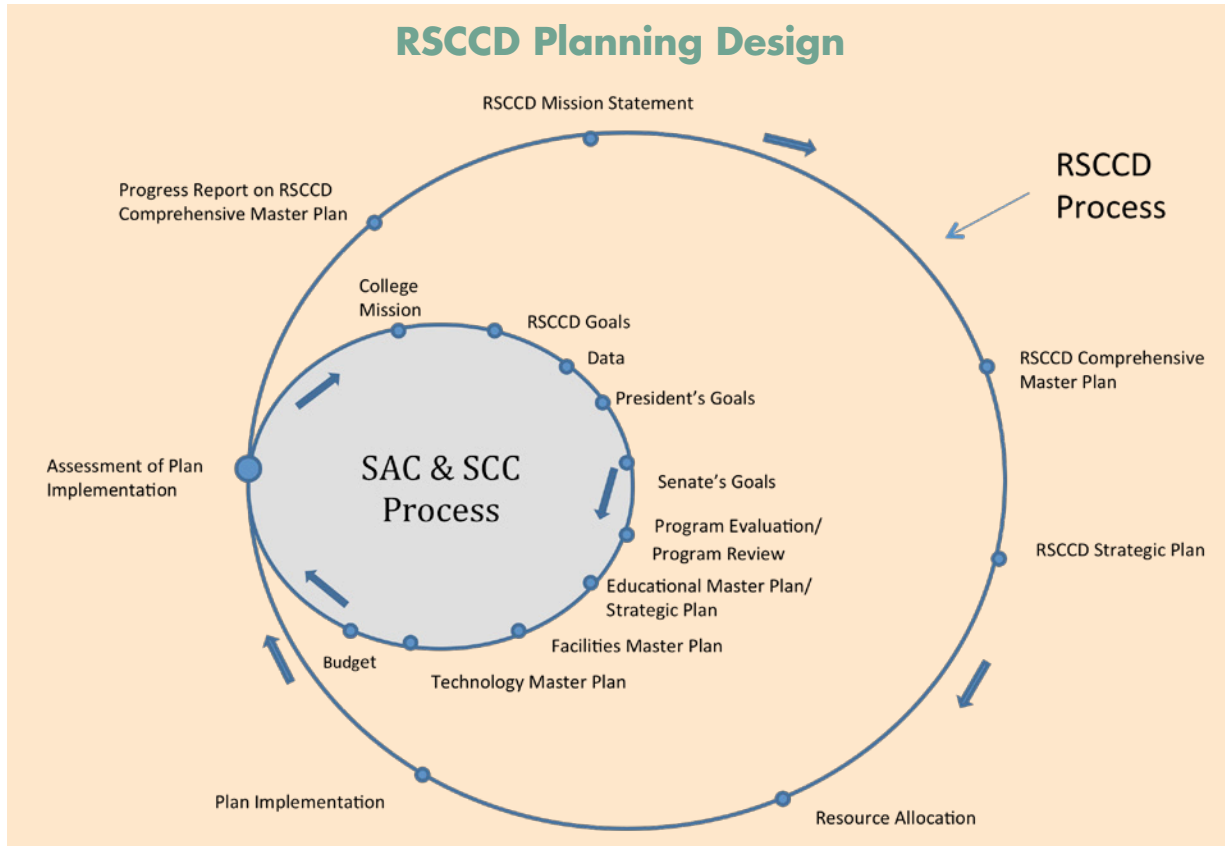 RSCCD Planning Design
RSCCD Mission Statement
RSCCD
Process
Progress Report on RSCCD
Comprehensive Master Plan
College
Mission
RSCCD Goals
Data
President's Goals
RSCCD Comprehensive
Master Plan
Assessment of Plan
Implementation
SAC & SCC
Process
Senate's Goals
Program Evaluation/
Program Review
RSCCD Strategic Plan
Educational Master Plan/
Strategic Plan
Facilities Master Plan
Budget
Technology Master Plan
Plan Implementation
Resource Allocation